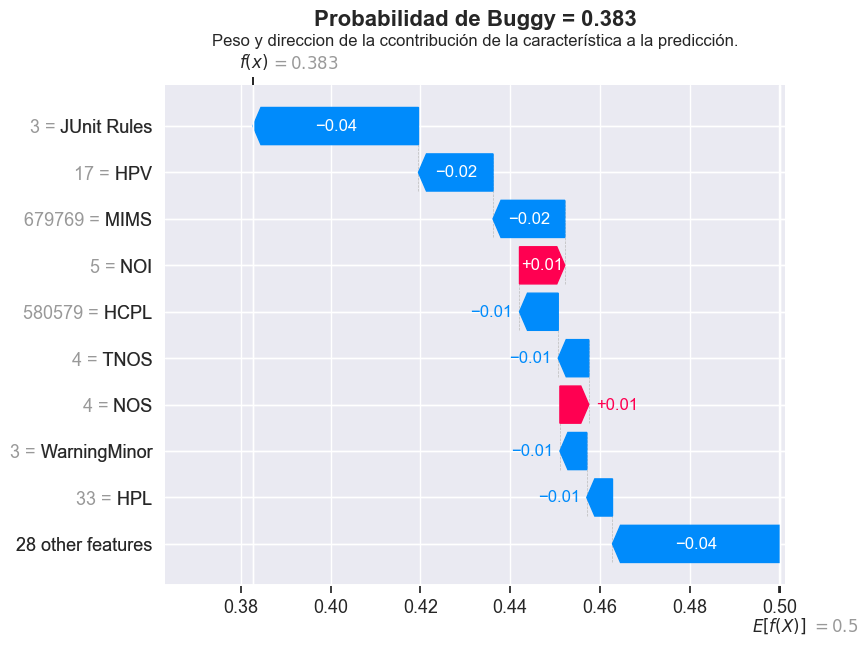 Probabilidad de Buggy = 0.383
Peso y direccion de la ccontribución de la característica a la predicción.
f(x) = 0.383
3 = JUnit Rules −0.04
17 = HPV −0.02
679769 = MIMS −0.02
5 = NOI +0.01
580579 = HCPL −0.01
4 = TNOS −0.01
4 = NOS +0.01
3 = WarningMinor −0.01
33 = HPL −0.01
28 other features −0.04
0.38 0.40 0.42 0.44 0.46 0.48 0.50
E[f(X)] = 0.5